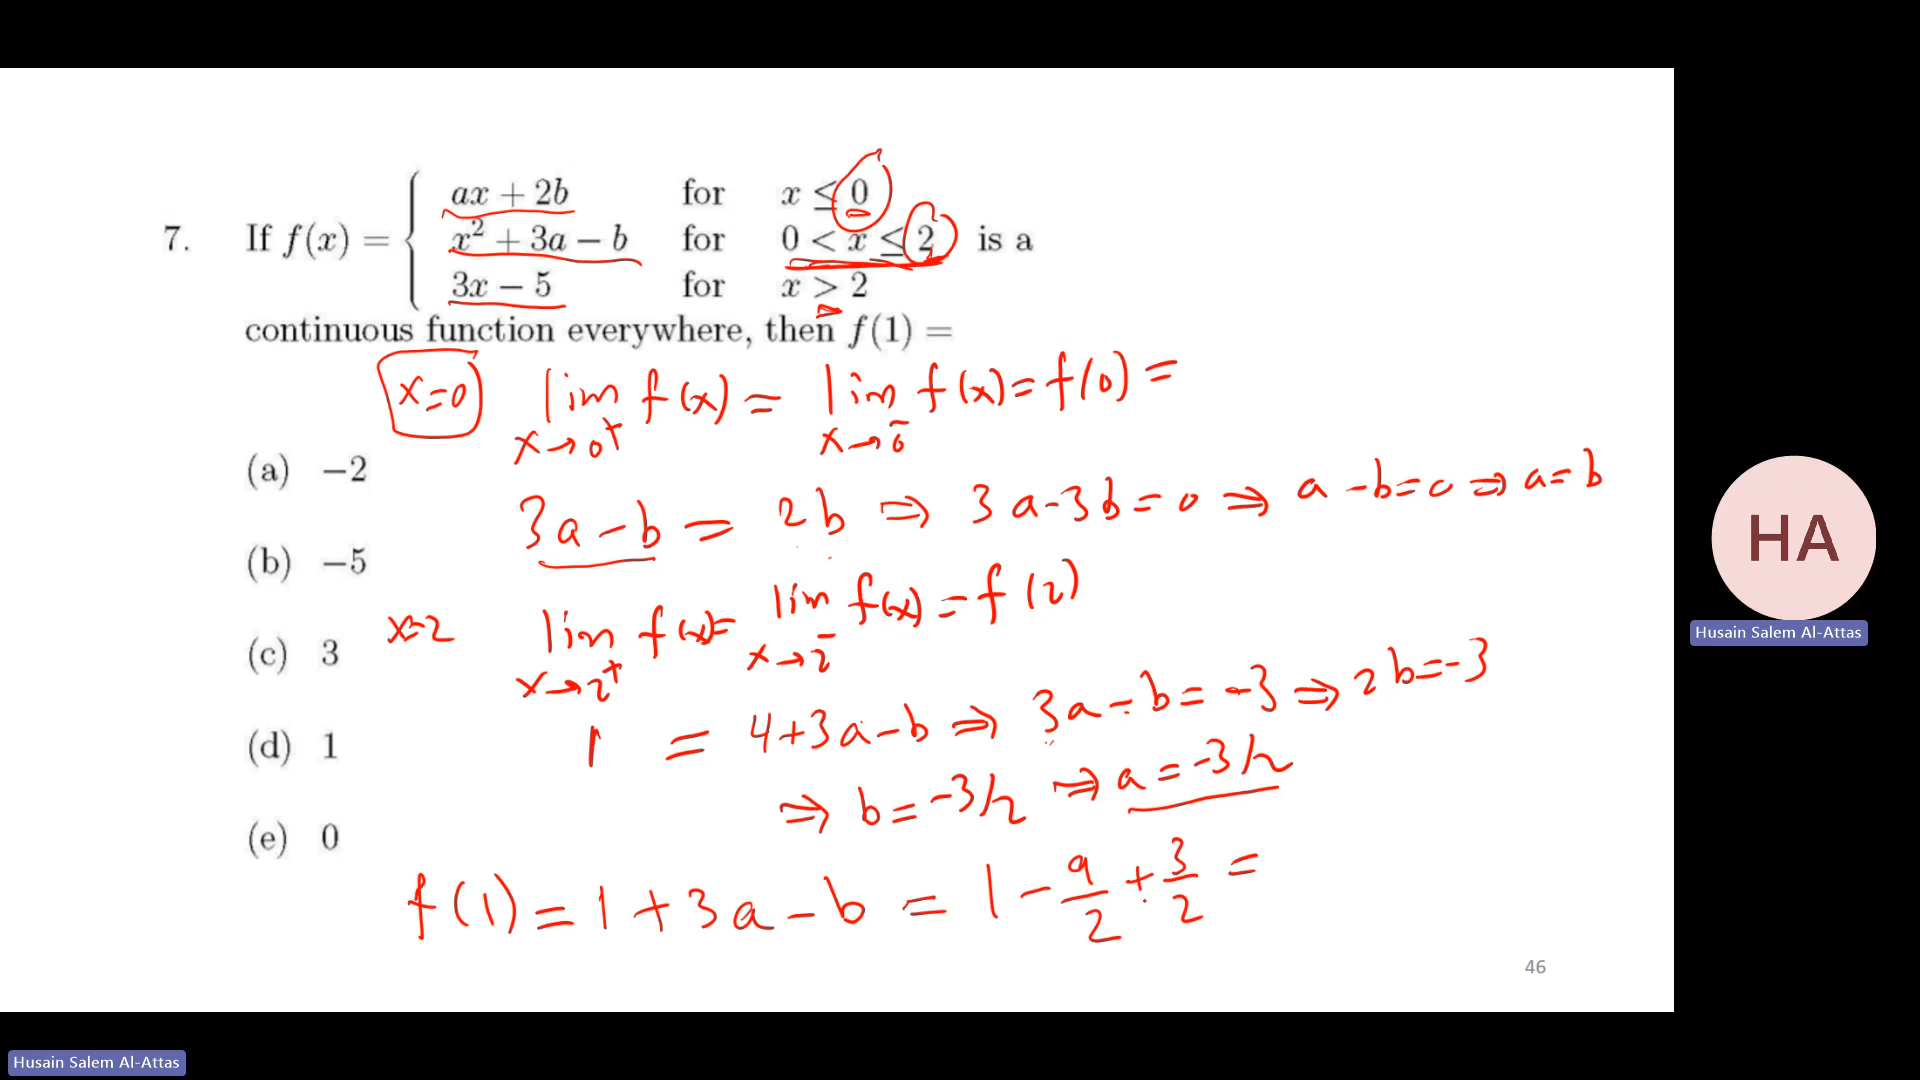 7. If f(x) = { ax + 2b for x ≤ 0
x² + 3a − b for 0 < x ≤ 2 is a
3x − 5 for x > 2
continuous function everywhere, then f(1) =
x=0 lim x→0⁺ f(x) = lim x→0⁻ f(x) = f(0) =
(a) −2
3a − b = 2b ⇒ 3a − 3b = 0 ⇒ a − b = 0 ⇒ a = b
(b) −5
x=2 lim x→2⁺ f(x) = lim x→2⁻ f(x) = f(2)
(c) 3
1 = 4 + 3a − b ⇒ 3a − b = −3 ⇒ 2b = −3
(d) 1
⇒ b = −3/2 ⇒ a = −3/2
(e) 0
f(1) = 1 + 3a − b = 1 − 9/2 + 3/2 =
46
HA
Husain Salem Al-Attas
Husain Salem Al-Attas